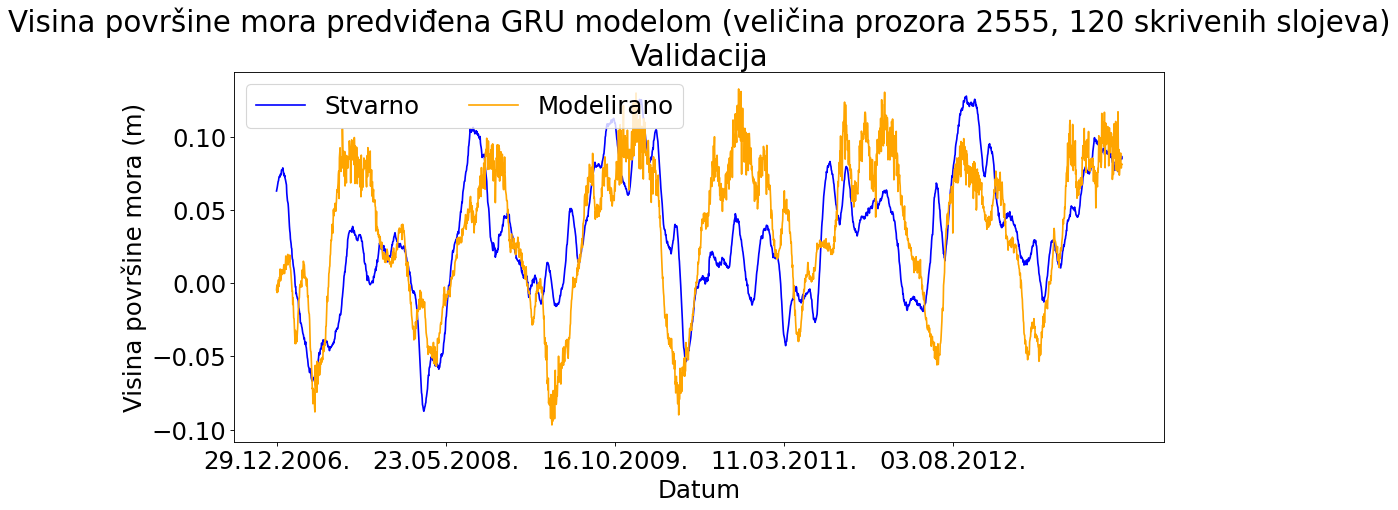 Visina površine mora predviđena GRU modelom (veličina prozora 2555, 120 skrivenih slojeva)
Validacija
Stvarno Modelirano
Visina površine mora (m)
0.10
0.05
0.00
−0.05
−0.10
29.12.2006. 23.05.2008. 16.10.2009. 11.03.2011. 03.08.2012.
Datum